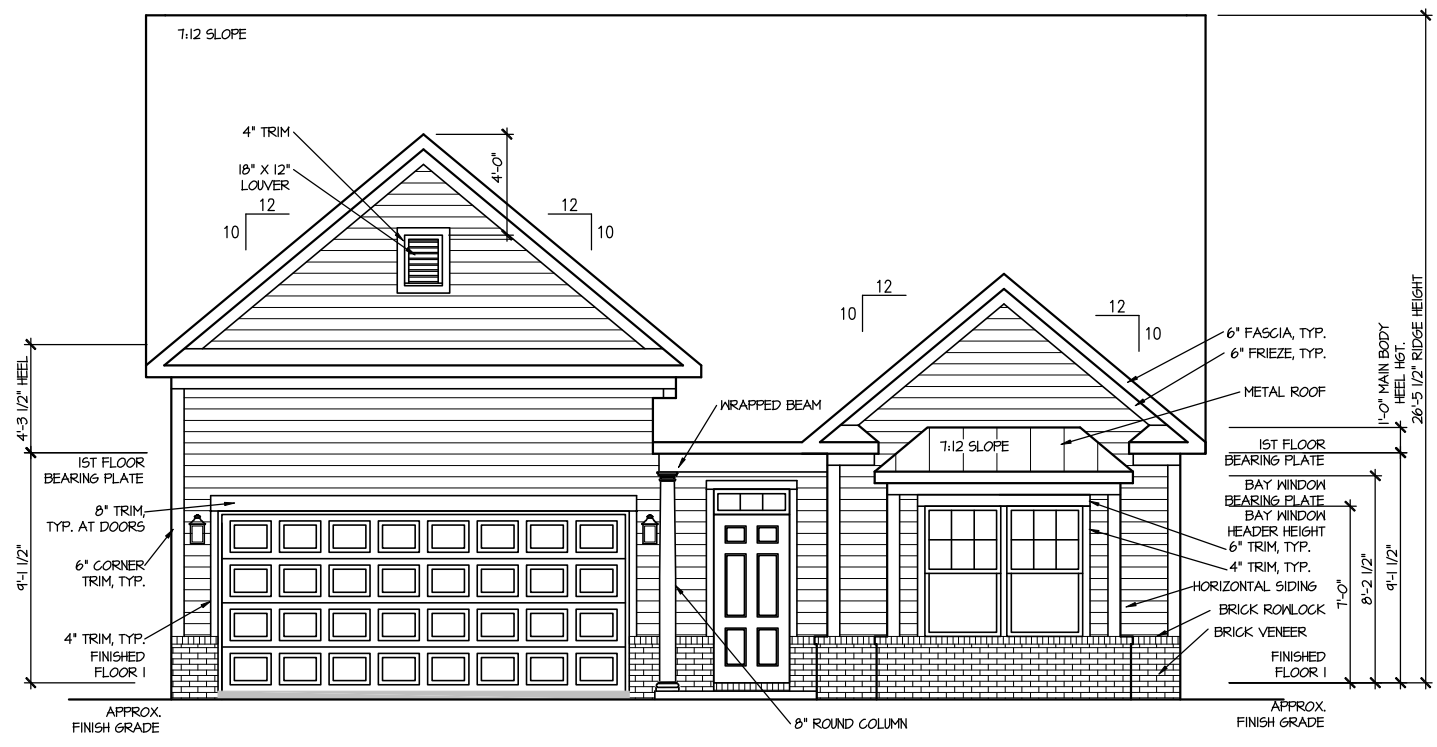 7:12 SLOPE
4" TRIM
18" X 12"
LOUVER
4'-0"
12
10
12
10
12
10
12
10
6" FASCIA, TYP.
6" FRIEZE, TYP.
METAL ROOF
1'-0" MAIN BODY
HEEL HGT.
26'-5 1/2" RIDGE HEIGHT
4'-3 1/2" HEEL
WRAPPED BEAM
7:12 SLOPE
1ST FLOOR
BEARING PLATE
1ST FLOOR
BEARING PLATE
BAY WINDOW
BEARING PLATE
BAY WINDOW
HEADER HEIGHT
8" TRIM,
TYP. AT DOORS
6" CORNER
TRIM, TYP.
9'-1 1/2"
6" TRIM, TYP.
4" TRIM, TYP.
HORIZONTAL SIDING
7'-0"
8'-2 1/2"
9'-1 1/2"
BRICK ROWLOCK
BRICK VENEER
4" TRIM, TYP.
FINISHED
FLOOR 1
FINISHED
FLOOR 1
APPROX.
FINISH GRADE
8" ROUND COLUMN
APPROX.
FINISH GRADE